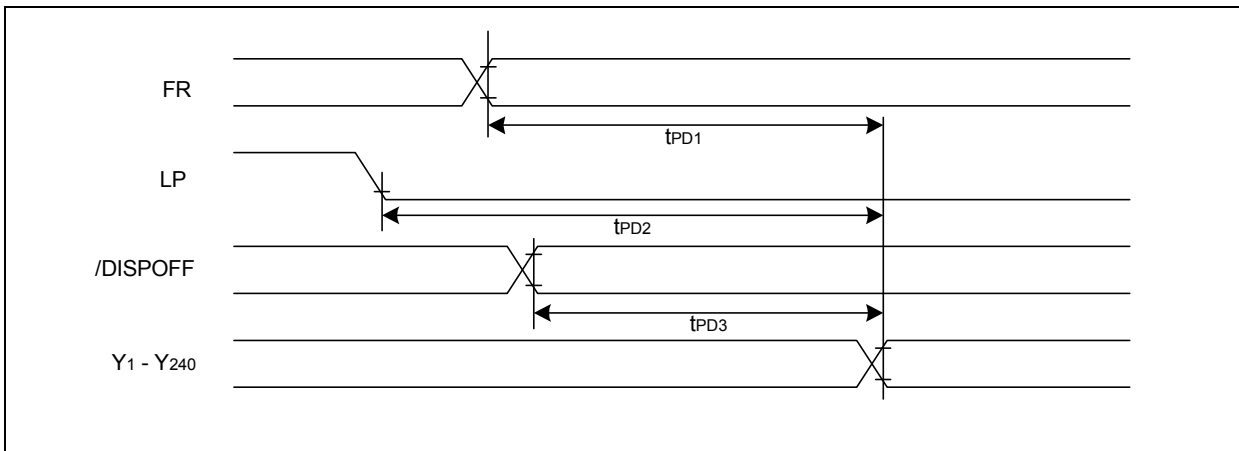 FR
tPD1
LP
tPD2
/DISPOFF
tPD3
Y1 - Y240